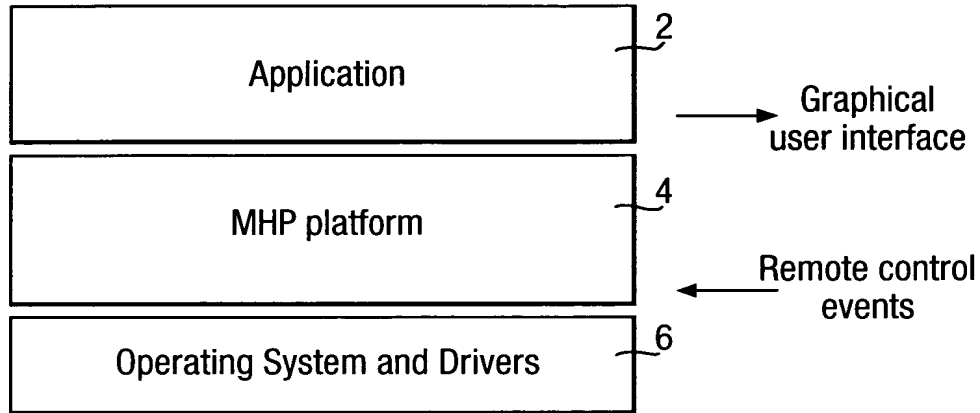 2
Application
Graphical
user interface
4
MHP platform
Remote control
events
6
Operating System and Drivers